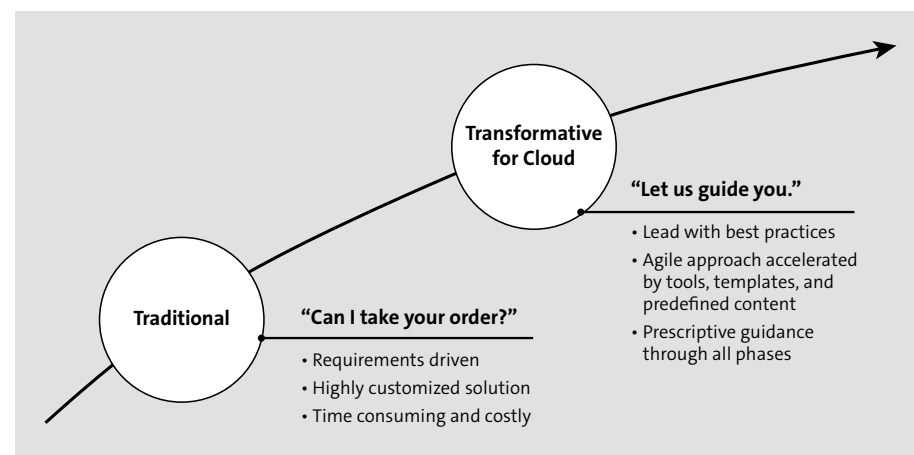 Transformative
for Cloud
“Let us guide you.”
• Lead with best practices
• Agile approach accelerated
by tools, templates, and
predefined content
• Prescriptive guidance
through all phases
Traditional
“Can I take your order?”
• Requirements driven
• Highly customized solution
• Time consuming and costly